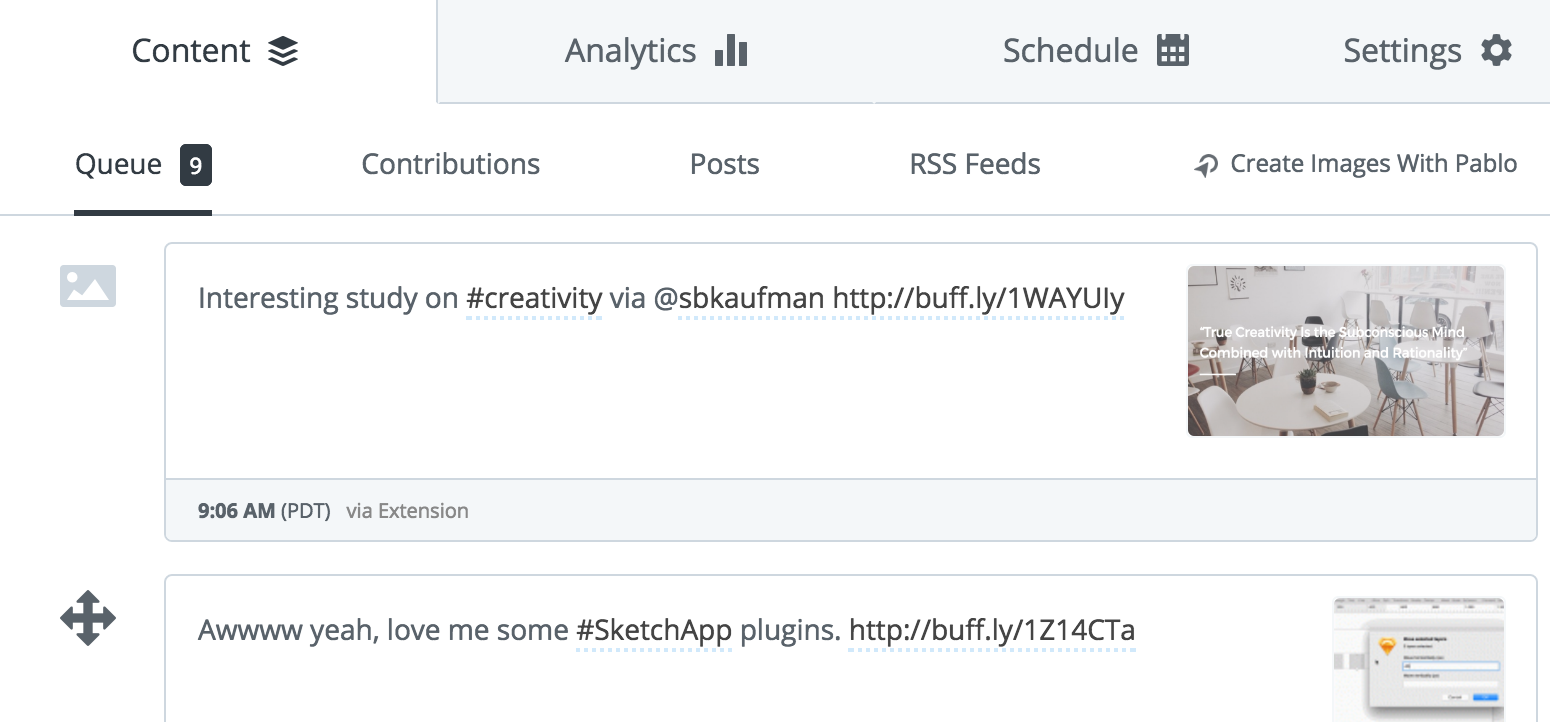 Content
Analytics
Schedule
Settings
Queue 9
Contributions
Posts
RSS Feeds
Create Images With Pablo
Interesting study on #creativity via @sbkaufman http://buff.ly/1WAYUIy
“True Creativity Is the Subconscious Mind
Combined with Intuition and Rationality”
9:06 AM (PDT) via Extension
Awwww yeah, love me some #SketchApp plugins. http://buff.ly/1Z14CTa
Cancel